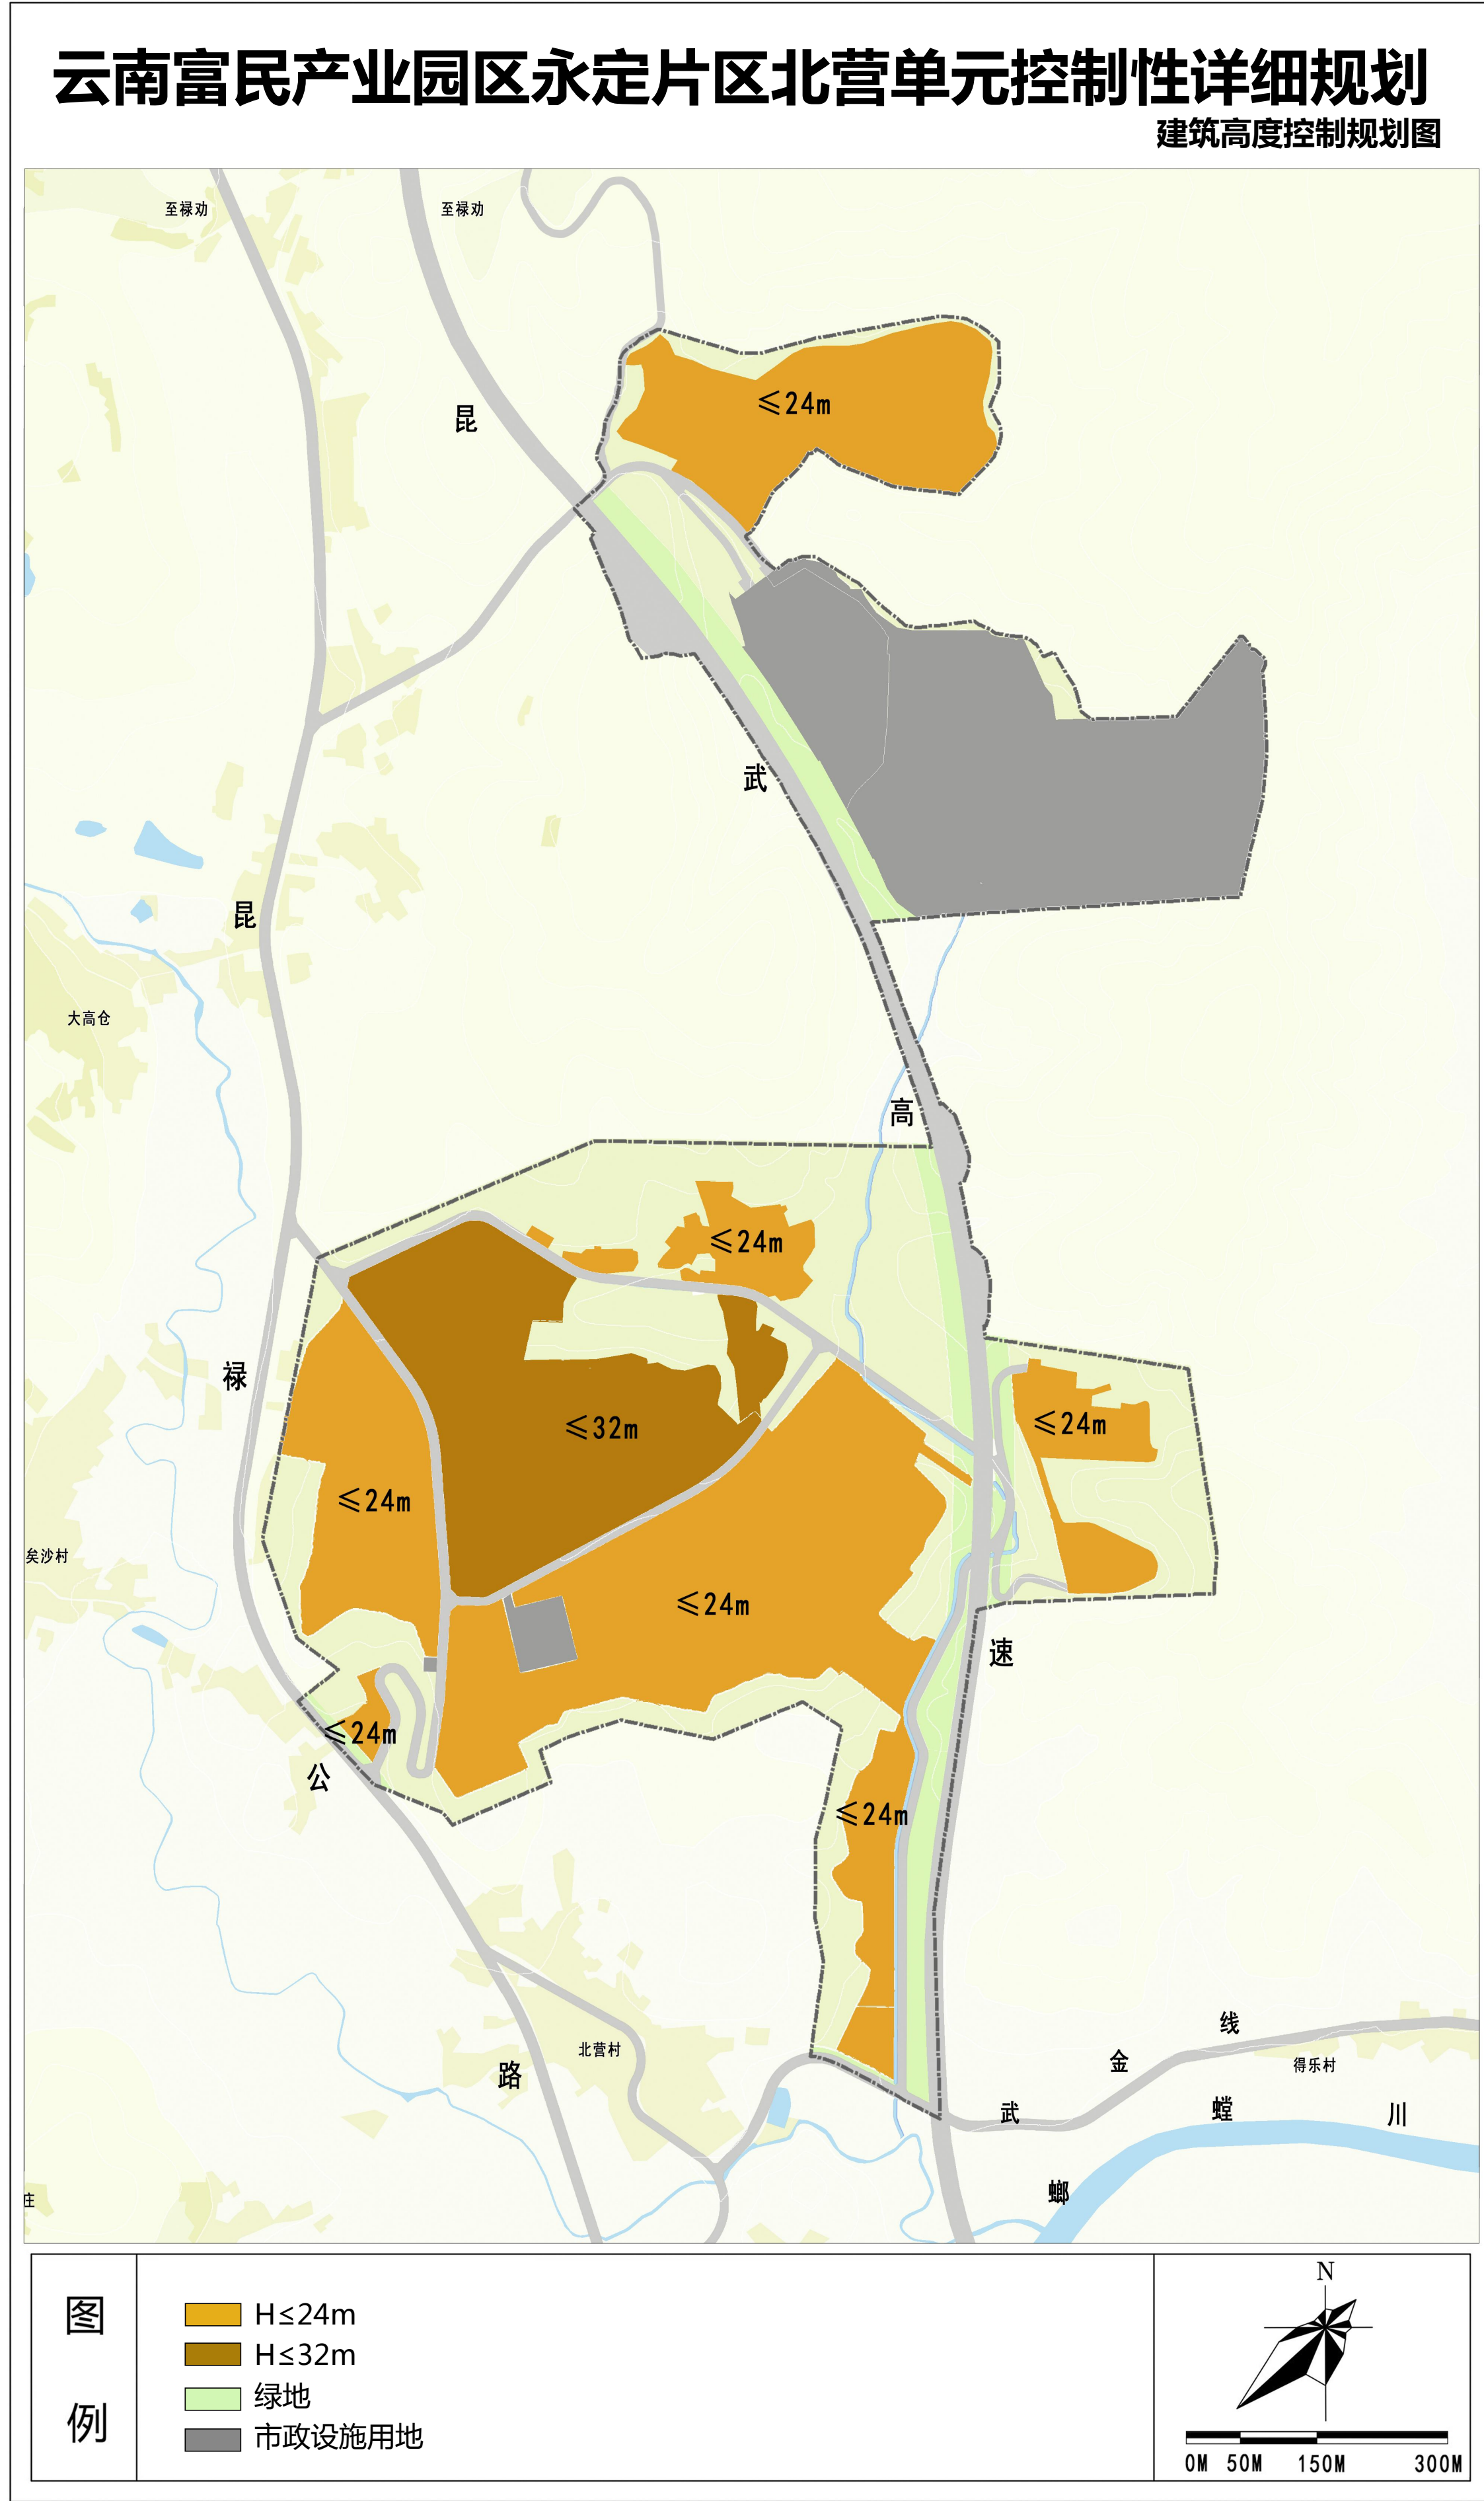 云南富民产业园区永定片区北营单元控制性详细规划
建筑高度控制规划图
至禄劝
至禄劝
≤24m
昆
武
昆
大高仓
高
≤24m
禄
≤24m
≤32m
≤24m
矣沙村
≤24m
速
≤24m
公
≤24m
线
北营村
金
得乐村
路
武
螳
川
螂
庄
图
例
H≤24m
H≤32m
绿地
市政设施用地
N
0M 50M 150M 300M